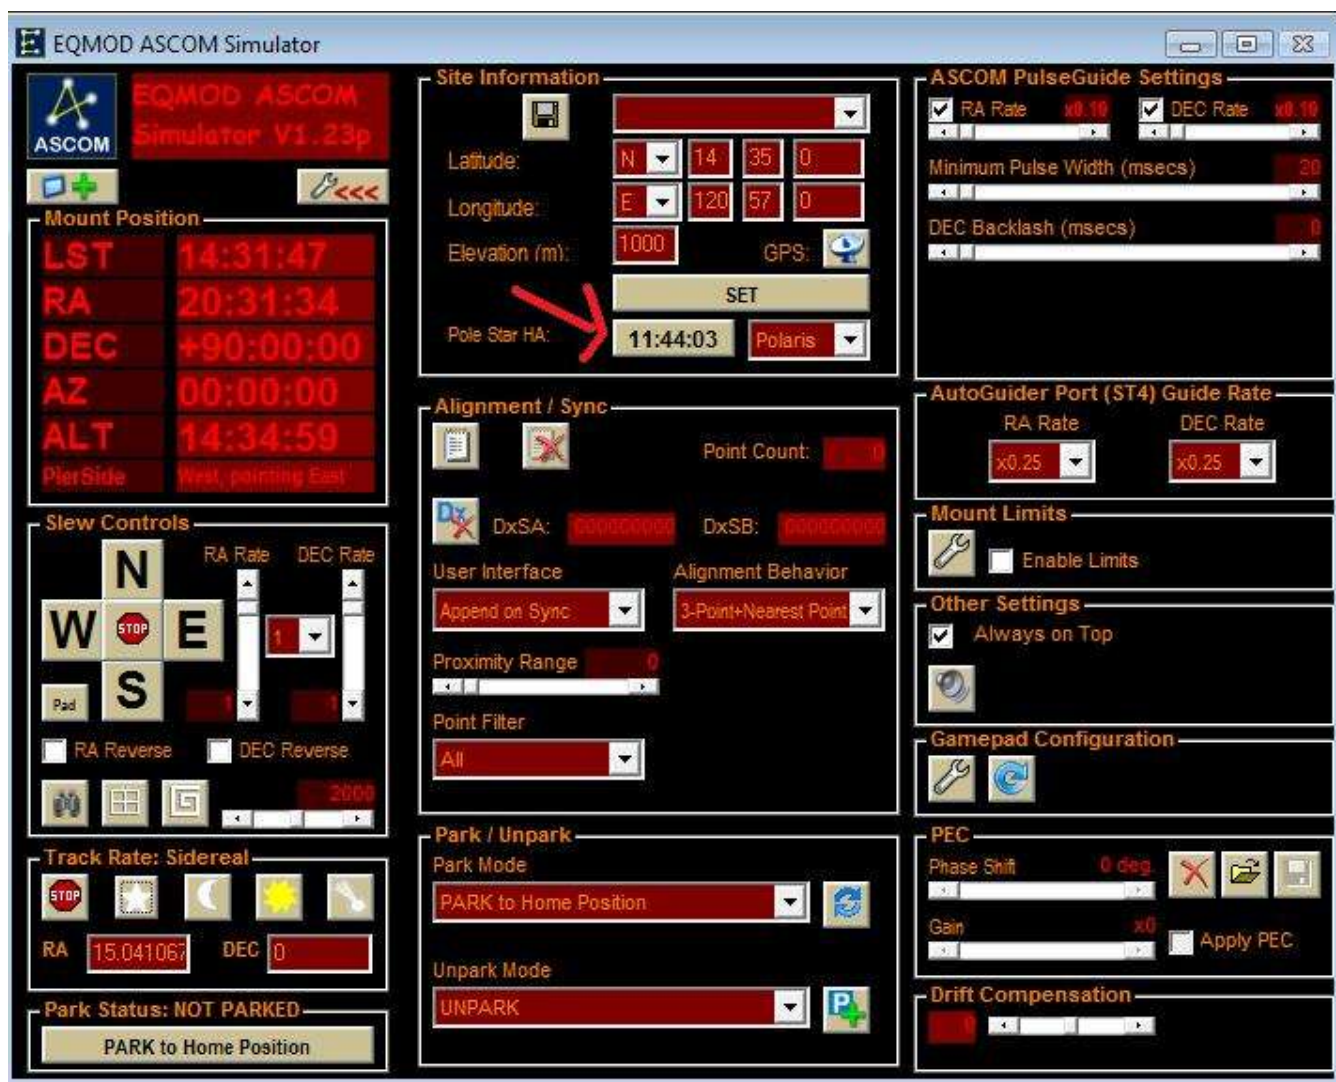 EQMOD ASCOM Simulator
ASCOM
EQMOD ASCOM
Simulator V1.23p
<<<
Mount Position
LST 14:31:47
RA 20:31:34
DEC +90:00:00
AZ 00:00:00
ALT 14:34:59
PierSide West, pointing East
Slew Controls
N
W STOP E
S
Pad
RA Rate DEC Rate
1
1 1
RA Reverse DEC Reverse
2000
Track Rate: Sidereal
STOP
RA 15.041067 DEC 0
Park Status: NOT PARKED
PARK to Home Position
Site Information
Latitude: N 14 35 0
Longitude: E 120 57 0
Elevation (m): 1000 GPS:
SET
Pole Star HA: 11:44:03 Polaris
Alignment / Sync
Point Count: 0
Dx DxSA: 000000000 DxSB: 000000000
User Interface Alignment Behavior
Append on Sync 3-Point+Nearest Point
Proximity Range 0
Point Filter
All
Park / Unpark
Park Mode
PARK to Home Position
Unpark Mode
UNPARK P
ASCOM PulseGuide Settings
RA Rate x0.10 DEC Rate x0.10
Minimum Pulse Width (msecs) 20
DEC Backlash (msecs) 0
AutoGuider Port (ST4) Guide Rate
RA Rate DEC Rate
x0.25 x0.25
Mount Limits
Enable Limits
Other Settings
Always on Top
Gamepad Configuration
PEC
Phase Shift 0 deg.
Gain x0
Apply PEC
Drift Compensation
0